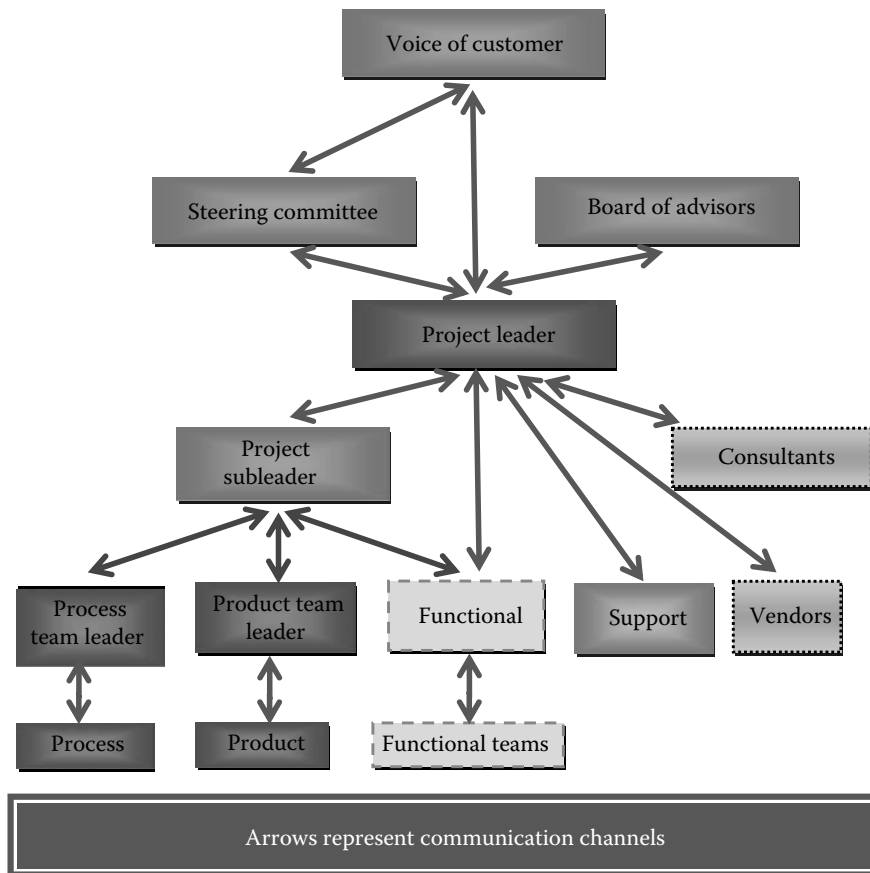 Voice of customer
Steering committee
Board of advisors
Project leader
Project
subleader
Consultants
Process
team leader
Product team
leader
Functional
Support
Vendors
Process
Product
Functional teams
Arrows represent communication channels